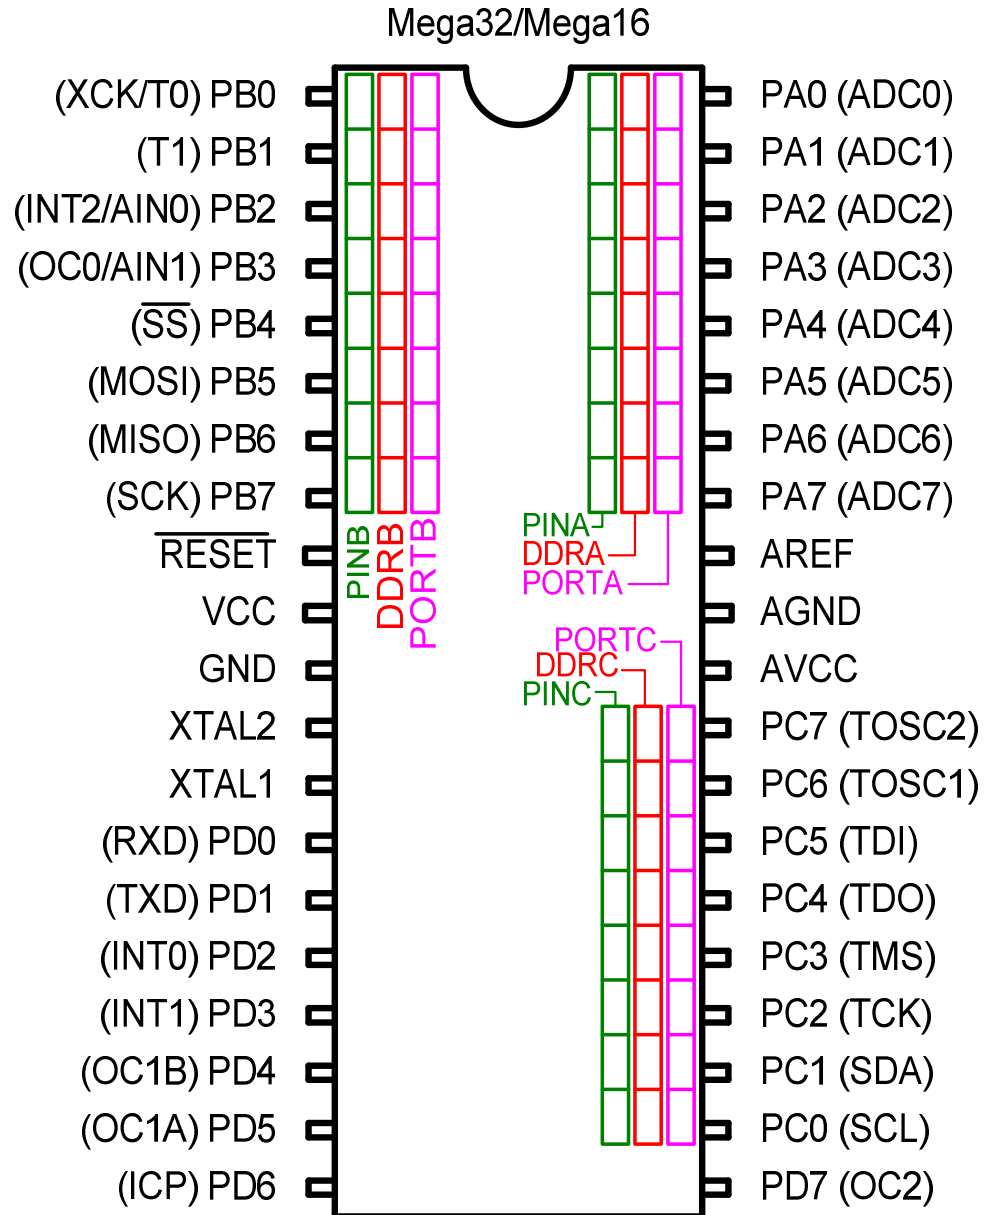 Mega32/Mega16
(XCK/T0) PB0
(T1) PB1
(INT2/AIN0) PB2
(OC0/AIN1) PB3
(SS) PB4
(MOSI) PB5
(MISO) PB6
(SCK) PB7
RESET
VCC
GND
XTAL2
XTAL1
(RXD) PD0
(TXD) PD1
(INT0) PD2
(INT1) PD3
(OC1B) PD4
(OC1A) PD5
(ICP) PD6
PINB
DDRB
PORTB
PINA
DDRA
PORTA
PORTC
DDRC
PINC
PA0 (ADC0)
PA1 (ADC1)
PA2 (ADC2)
PA3 (ADC3)
PA4 (ADC4)
PA5 (ADC5)
PA6 (ADC6)
PA7 (ADC7)
AREF
AGND
AVCC
PC7 (TOSC2)
PC6 (TOSC1)
PC5 (TDI)
PC4 (TDO)
PC3 (TMS)
PC2 (TCK)
PC1 (SDA)
PC0 (SCL)
PD7 (OC2)